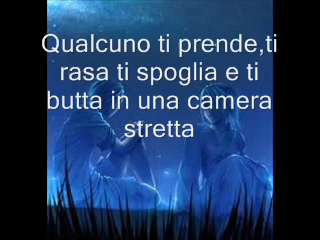 Qualcuno ti prende,ti
rasa ti spoglia e ti
butta in una camera
stretta